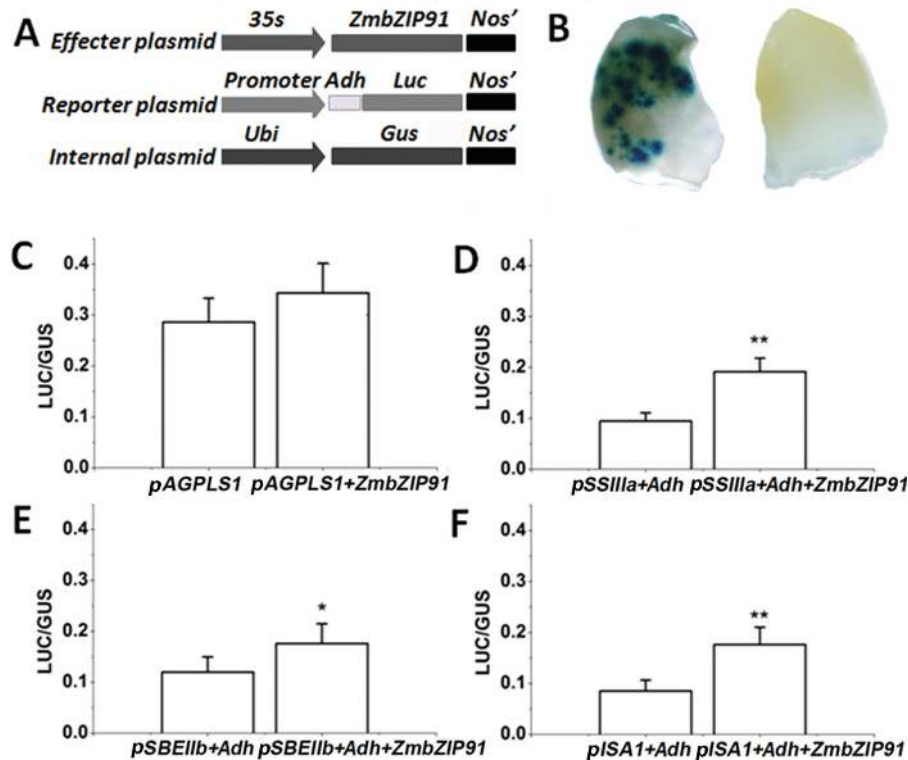 A
35s ZmbZIP91 Nos'
Effecter plasmid
Promoter Adh Luc Nos'
Reporter plasmid
Ubi Gus Nos'
Internal plasmid
B
C
LUC/GUS
0.4
0.3
0.2
0.1
0.0
pAGPLS1 pAGPLS1+ZmbZIP91
D
LUC/GUS
0.4
0.3
0.2
0.1
0.0
**
pSSIIIa+Adh pSSIIIa+Adh+ZmbZIP91
E
LUC/GUS
0.4
0.3
0.2
0.1
0.0
*
pSBEIIb+Adh pSBEIIb+Adh+ZmbZIP91
F
LUC/GUS
0.4
0.3
0.2
0.1
0.0
**
pISA1+Adh pISA1+Adh+ZmbZIP91